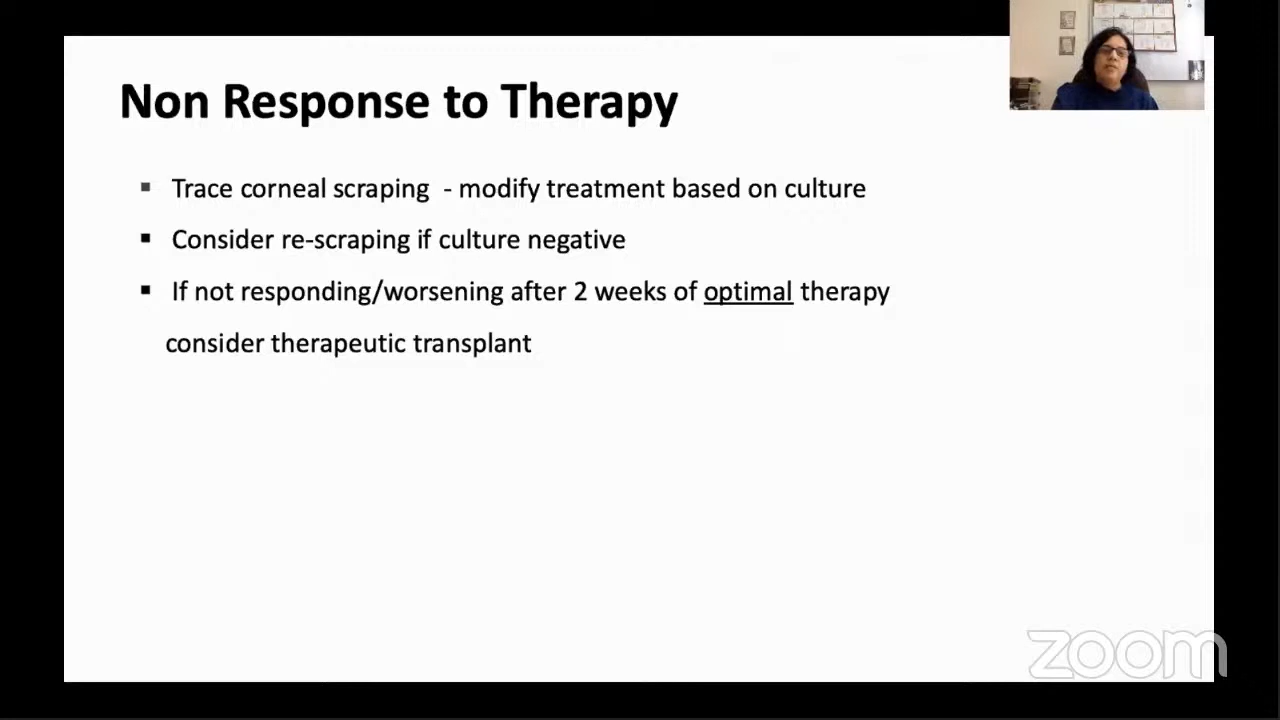 Non Response to Therapy
▪ Trace corneal scraping - modify treatment based on culture
▪ Consider re-scraping if culture negative
▪ If not responding/worsening after 2 weeks of optimal therapy
consider therapeutic transplant
zoom